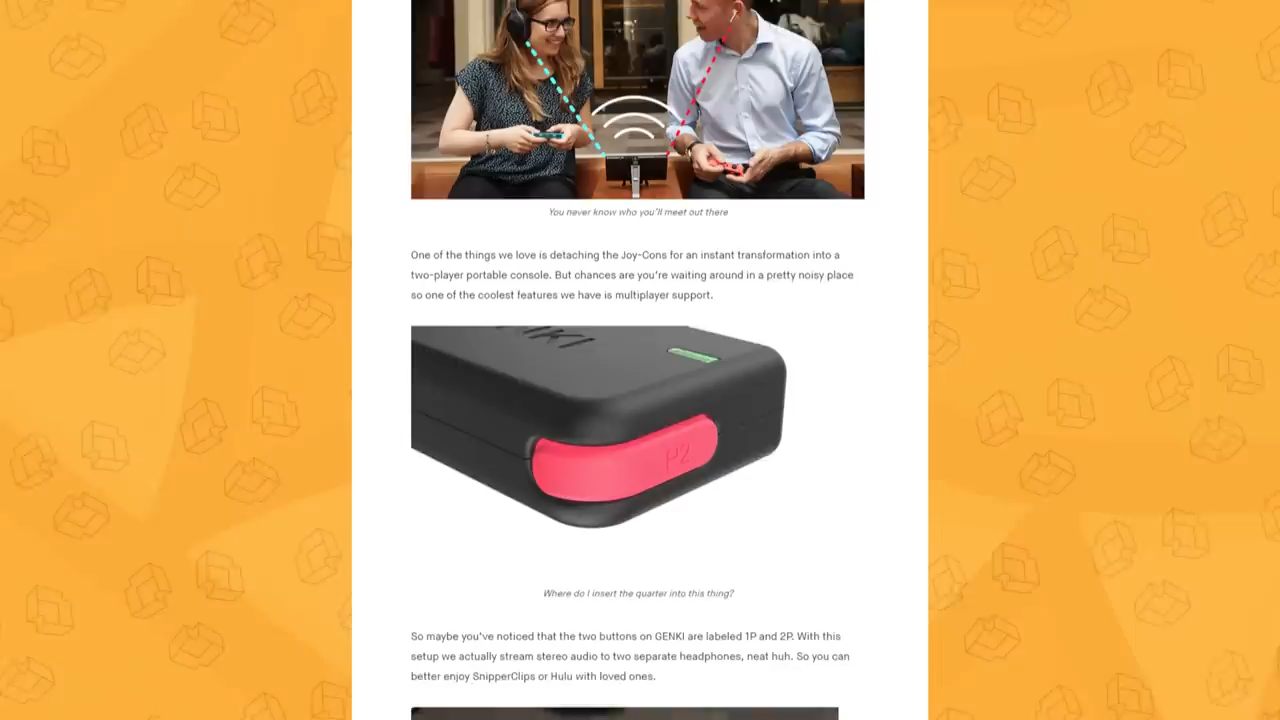 You never know who you'll meet out there
One of the things we love is detaching the Joy-Cons for an instant transformation into a
two-player portable console. But chances are you're waiting around in a pretty noisy place
so one of the coolest features we have is multiplayer support.
P2
Where do I insert the quarter into this thing?
So maybe you've noticed that the two buttons on GENKI are labeled 1P and 2P. With this
setup we actually stream stereo audio to two separate headphones, neat huh. So you can
better enjoy SnipperClips or Hulu with loved ones.